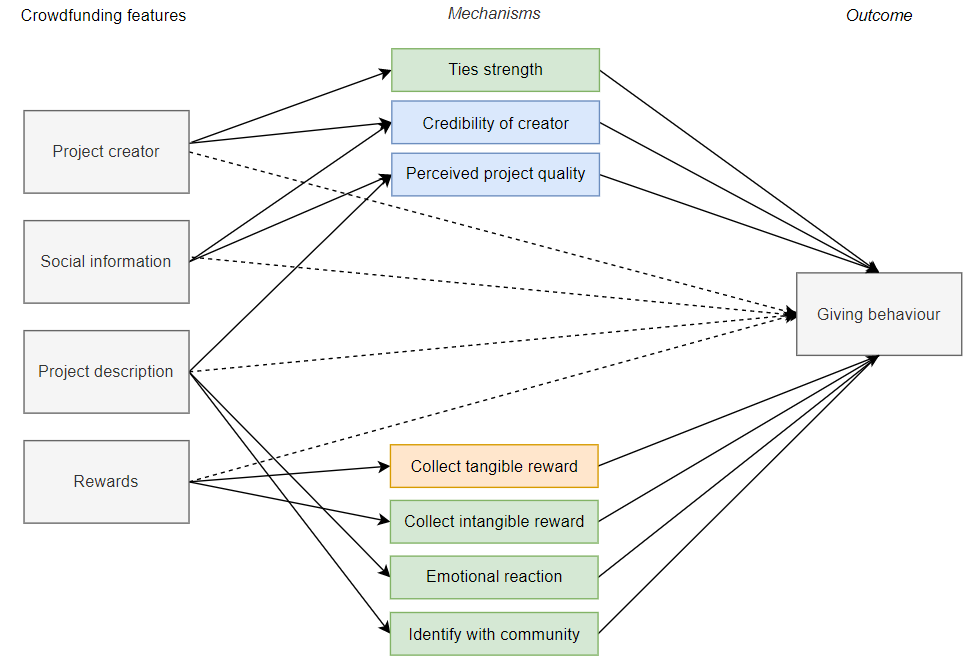 Crowdfunding features
Mechanisms
Outcome
Ties strength
Credibility of creator
Perceived project quality
Project creator
Social information
Project description
Rewards
Giving behaviour
Collect tangible reward
Collect intangible reward
Emotional reaction
Identify with community